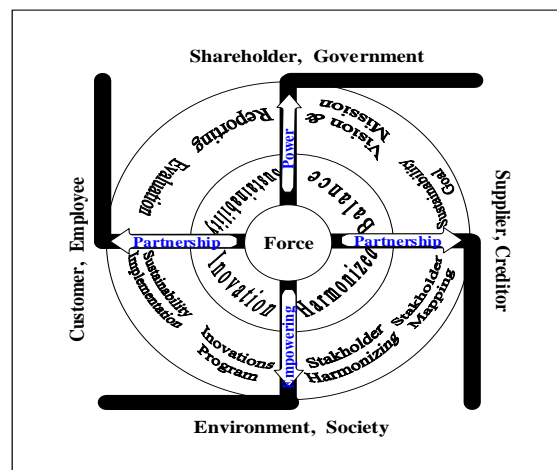 Shareholder, Government
Reporting
Vision &
Mission
Evaluation
Power
Sustainability
Goal
Sustainability
Balance
Customer, Employee
Partnership
Force
Partnership
Supplier, Creditor
Sustainability
Implementation
Inovation
Harmonized
Stakholder
Mapping
Inovations
Program
Empowering
Stakholder
Harmonizing
Environment, Society